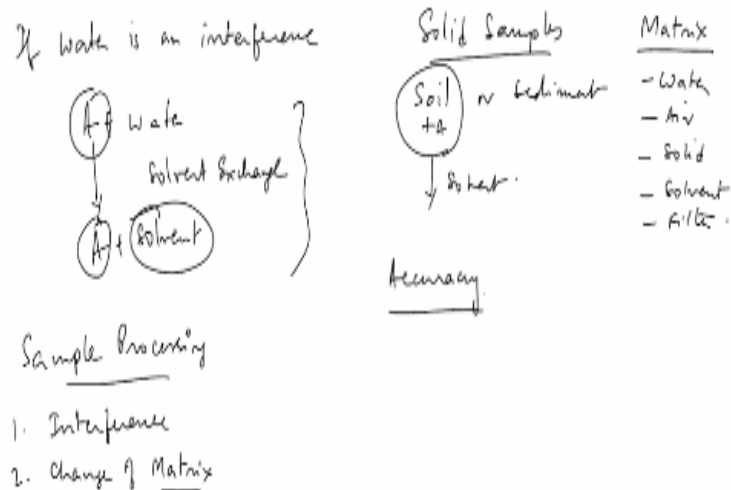 If water is an interference
A + Water
Solvent Exchange
A + Solvent
Sample Processing
1. Interference
2. Change of Matrix
Solid Samples
Soil or Sediment
+A
Solvent.
Accuracy
Matrix
- Water
- Air
- Solid
- Solvent
- Filter.